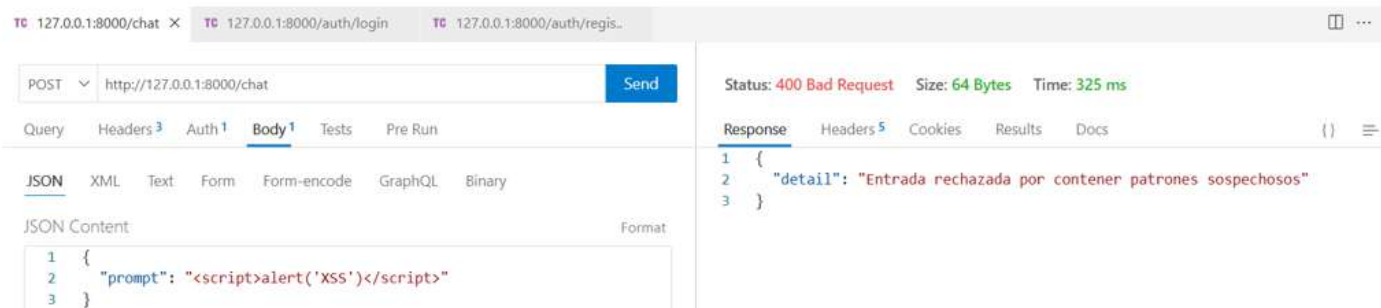 TC 127.0.0.1:8000/chat × TC 127.0.0.1:8000/auth/login TC 127.0.0.1:8000/auth/regis.. ...
POST http://127.0.0.1:8000/chat Send
Status: 400 Bad Request Size: 64 Bytes Time: 325 ms
Query Headers 3 Auth 1 Body 1 Tests Pre Run
Response Headers 5 Cookies Results Docs {}
JSON XML Text Form Form-encode GraphQL Binary
JSON Content Format
1 {
2 "prompt": "<script>alert('XSS')</script>"
3 }
1 {
2 "detail": "Entrada rechazada por contener patrones sospechosos"
3 }